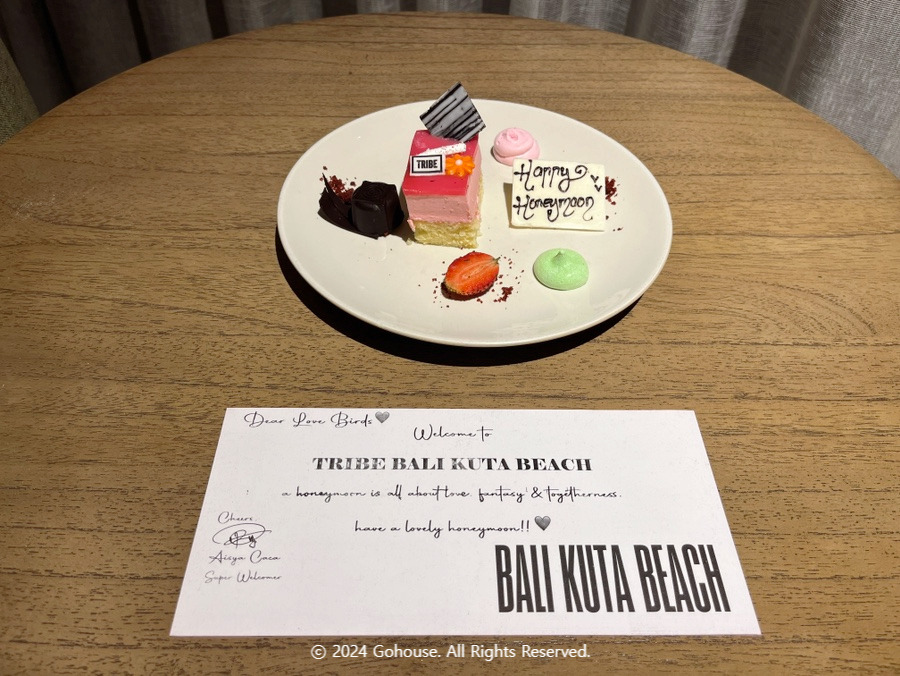 TRIBE
Happy
Honeymoon
Dear Love Birds🖤
Welcome to
TRIBE BALI KUTA BEACH
a honeymoon is all about love, fantasy & togetherness.
have a lovely honeymoon!!🖤
Cheers,
Aisya Caca
Super Welcomer
BALI KUTA BEACH
© 2024 Gohouse. All Rights Reserved.